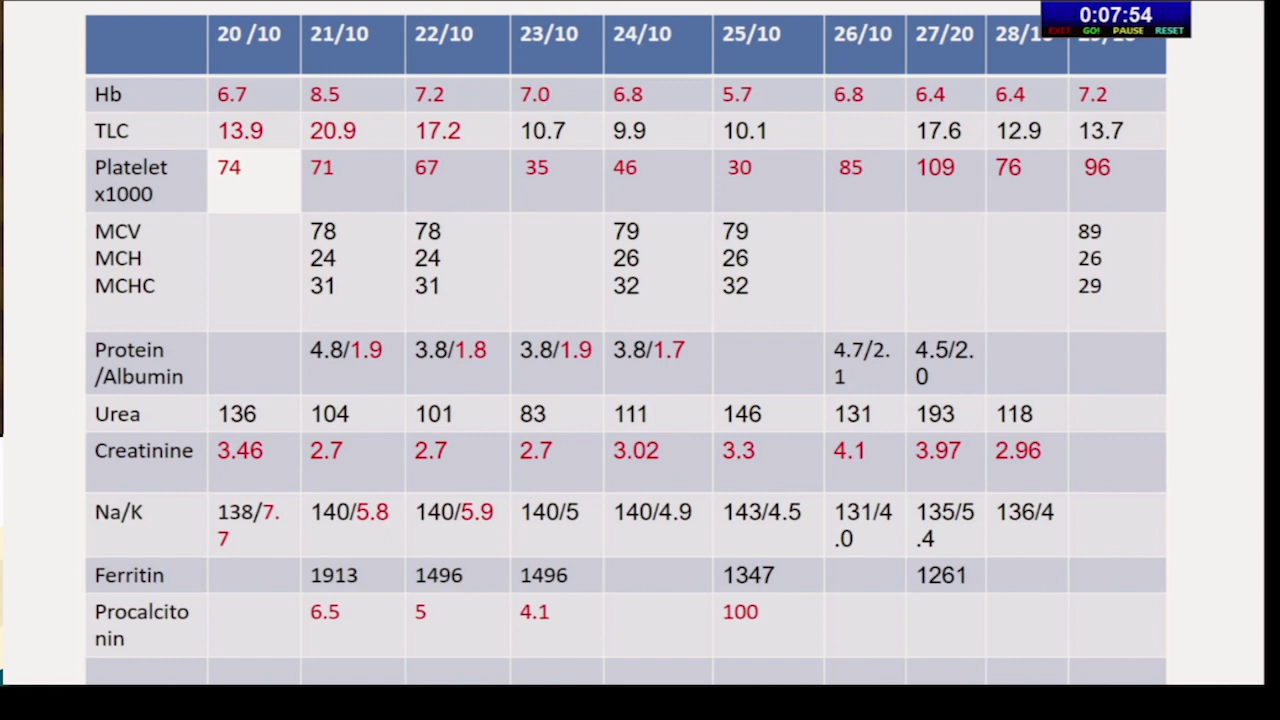 0:07:54
EXIT GO! PAUSE RESET
20 /10 21/10 22/10 23/10 24/10 25/10 26/10 27/20
Hb 6.7 8.5 7.2 7.0 6.8 5.7 6.8 6.4 6.4 7.2
TLC 13.9 20.9 17.2 10.7 9.9 10.1 17.6 12.9 13.7
Platelet 74 71 67 35 46 30 85 109 76 96
x1000
MCV 78 78 79 79 89
MCH 24 24 26 26 26
MCHC 31 31 32 32 29
Protein 4.8/1.9 3.8/1.8 3.8/1.9 3.8/1.7 4.7/2. 4.5/2.
/Albumin 1 0
Urea 136 104 101 83 111 146 131 193 118
Creatinine 3.46 2.7 2.7 2.7 3.02 3.3 4.1 3.97 2.96
Na/K 138/7. 140/5.8 140/5.9 140/5 140/4.9 143/4.5 131/4 135/5 136/4
7 .0 .4
Ferritin 1913 1496 1496 1347 1261
Procalcito 6.5 5 4.1 100
nin